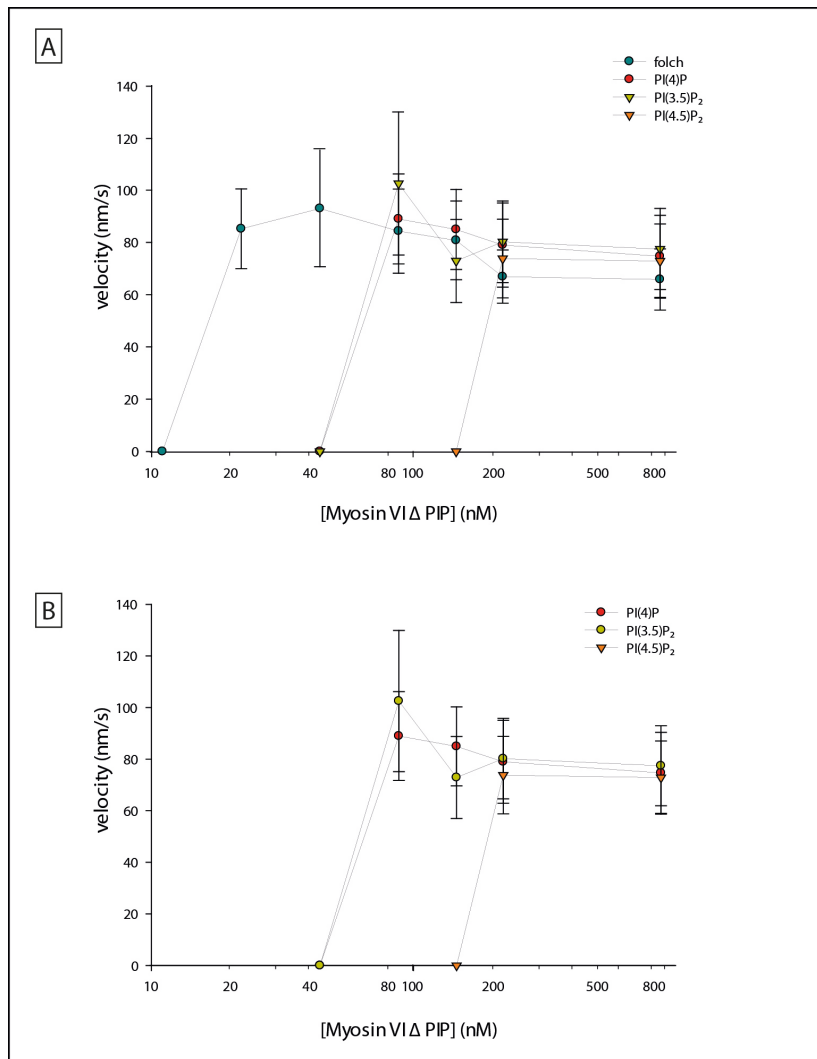 A
folch
PI(4)P
PI(3.5)P₂
PI(4.5)P₂
140
120
100
80
60
40
20
0
velocity (nm/s)
10 20 40 80 100 200 500 800
[Myosin VI Δ PIP] (nM)
B
PI(4)P
PI(3.5)P₂
PI(4.5)P₂
140
120
100
80
60
40
20
0
velocity (nm/s)
10 20 40 80 100 200 500 800
[Myosin VI Δ PIP] (nM)